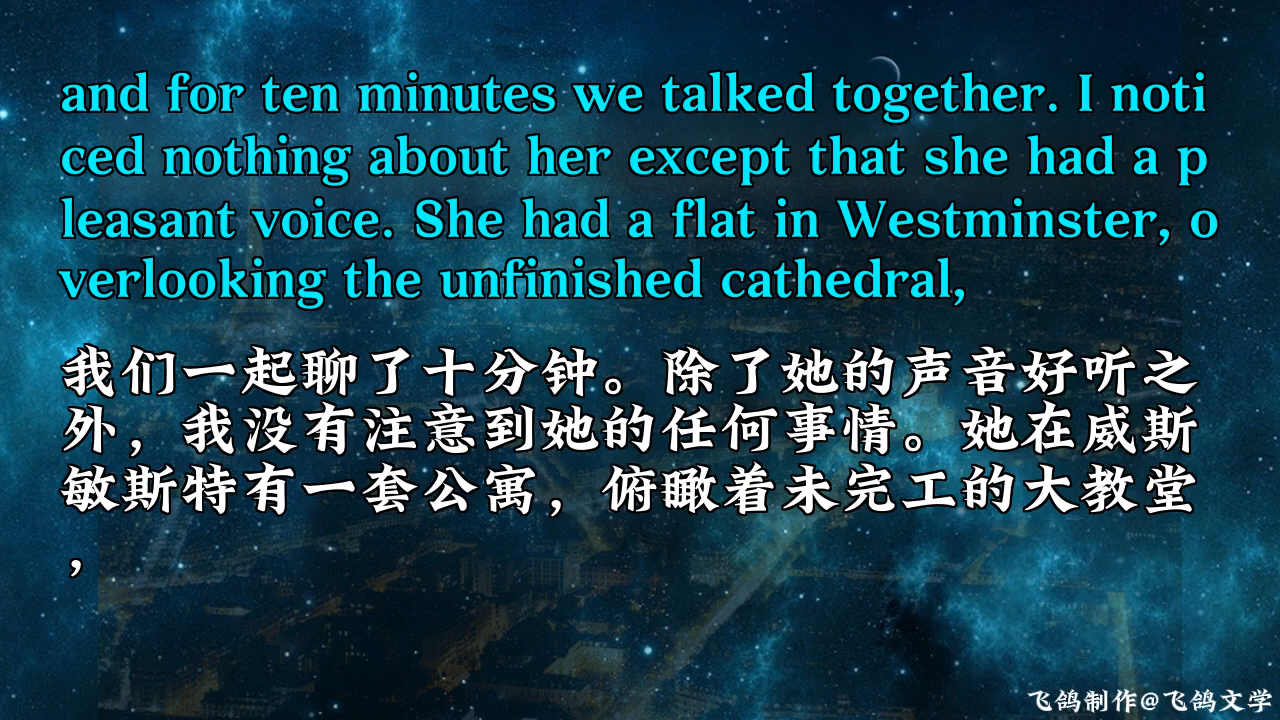 and for ten minutes we talked together. I noti
ced nothing about her except that she had a p
leasant voice. She had a flat in Westminster, o
verlooking the unfinished cathedral,
我们一起聊了十分钟。除了她的声音好听之
外，我没有注意到她的任何事情。她在威斯
敏斯特有一套公寓，俯瞰着未完工的大教堂
，
飞鸽制作@飞鸽文学